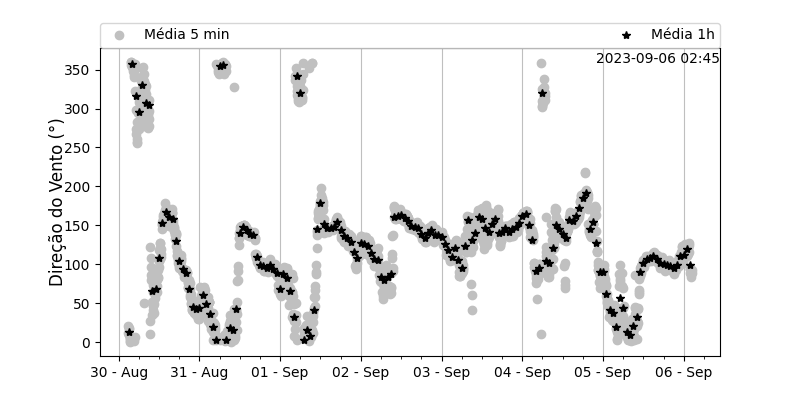 Média 5 min
Média 1h
2023-09-06 02:45
Direção do Vento (°)
350
300
250
200
150
100
50
0
30 - Aug
31 - Aug
01 - Sep
02 - Sep
03 - Sep
04 - Sep
05 - Sep
06 - Sep